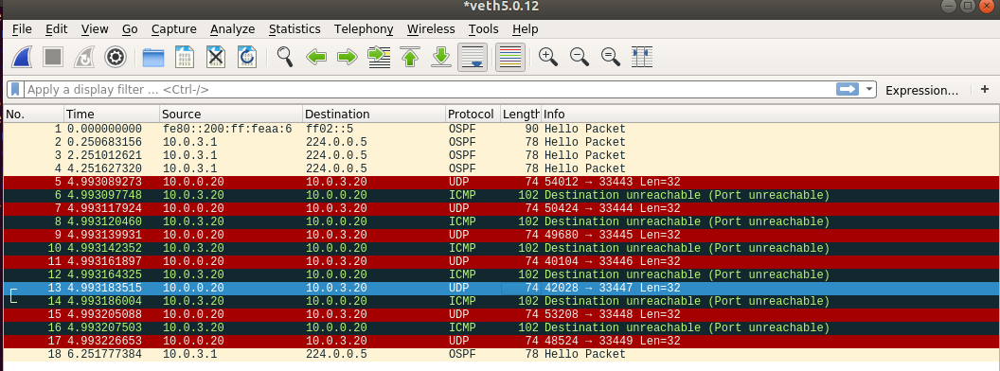 *veth5.0.12
File Edit View Go Capture Analyze Statistics Telephony Wireless Tools Help
Apply a display filter ... <Ctrl-/> Expression... +
No. Time Source Destination Protocol Length Info
1 0.000000000 fe80::200:ff:feaa:6 ff02::5 OSPF 90 Hello Packet
2 0.250683156 10.0.3.1 224.0.0.5 OSPF 78 Hello Packet
3 2.251012621 10.0.3.1 224.0.0.5 OSPF 78 Hello Packet
4 4.251627320 10.0.3.1 224.0.0.5 OSPF 78 Hello Packet
5 4.993089273 10.0.0.20 10.0.3.20 UDP 74 54012 → 33443 Len=32
6 4.993097748 10.0.3.20 10.0.0.20 ICMP 102 Destination unreachable (Port unreachable)
7 4.993117924 10.0.0.20 10.0.3.20 UDP 74 50424 → 33444 Len=32
8 4.993120460 10.0.3.20 10.0.0.20 ICMP 102 Destination unreachable (Port unreachable)
9 4.993139931 10.0.0.20 10.0.3.20 UDP 74 49680 → 33445 Len=32
10 4.993142352 10.0.3.20 10.0.0.20 ICMP 102 Destination unreachable (Port unreachable)
11 4.993161897 10.0.0.20 10.0.3.20 UDP 74 40104 → 33446 Len=32
12 4.993164325 10.0.3.20 10.0.0.20 ICMP 102 Destination unreachable (Port unreachable)
13 4.993183515 10.0.0.20 10.0.3.20 UDP 74 42028 → 33447 Len=32
14 4.993186004 10.0.3.20 10.0.0.20 ICMP 102 Destination unreachable (Port unreachable)
15 4.993205088 10.0.0.20 10.0.3.20 UDP 74 53208 → 33448 Len=32
16 4.993207503 10.0.3.20 10.0.0.20 ICMP 102 Destination unreachable (Port unreachable)
17 4.993226653 10.0.0.20 10.0.3.20 UDP 74 48524 → 33449 Len=32
18 6.251777384 10.0.3.1 224.0.0.5 OSPF 78 Hello Packet